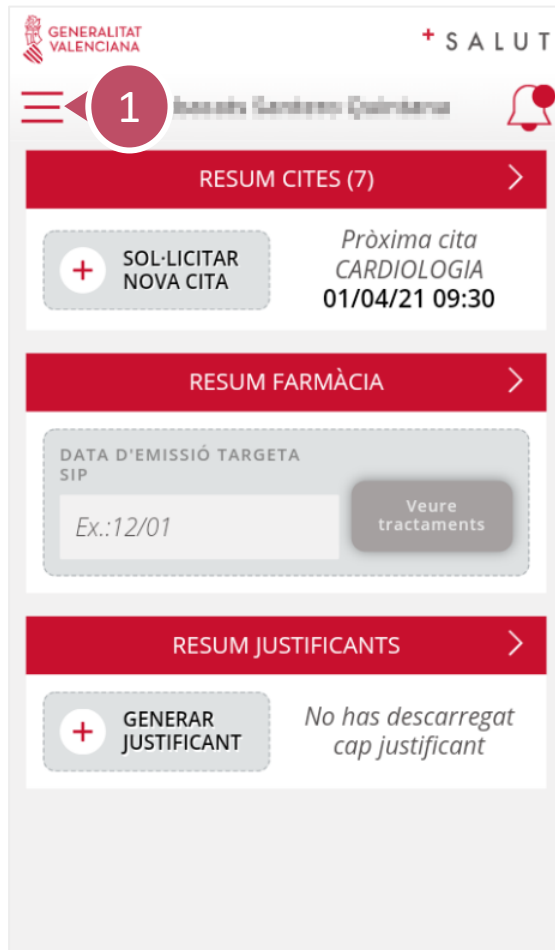 GENERALITAT
VALENCIANA
+ SALUT
1
RESUM CITES (7)
SOL·LICITAR
NOVA CITA
Pròxima cita
CARDIOLOGIA
01/04/21 09:30
RESUM FARMÀCIA
DATA D'EMISSIÓ TARGETA
SIP
Ex.:12/01
Veure
tractaments
RESUM JUSTIFICANTS
GENERAR
JUSTIFICANT
No has descarregat
cap justificant